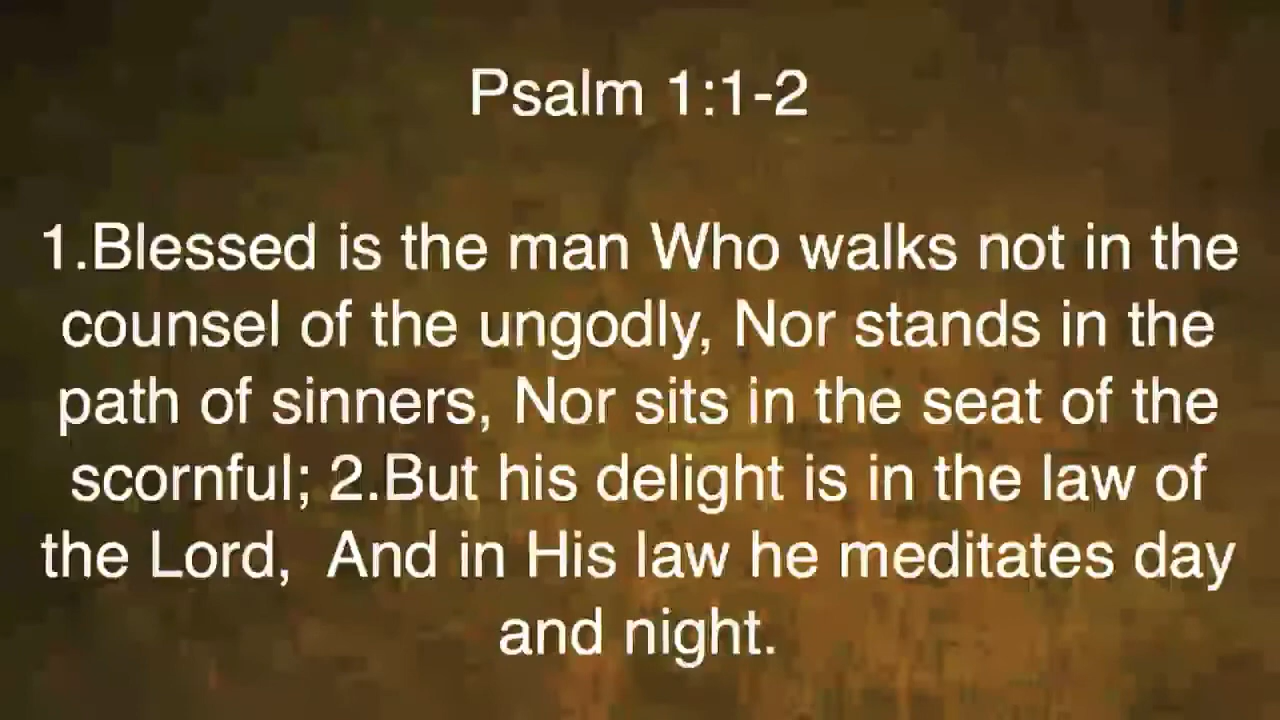 Psalm 1:1-2
1.Blessed is the man Who walks not in the
counsel of the ungodly, Nor stands in the
path of sinners, Nor sits in the seat of the
scornful; 2.But his delight is in the law of
the Lord,  And in His law he meditates day
and night.